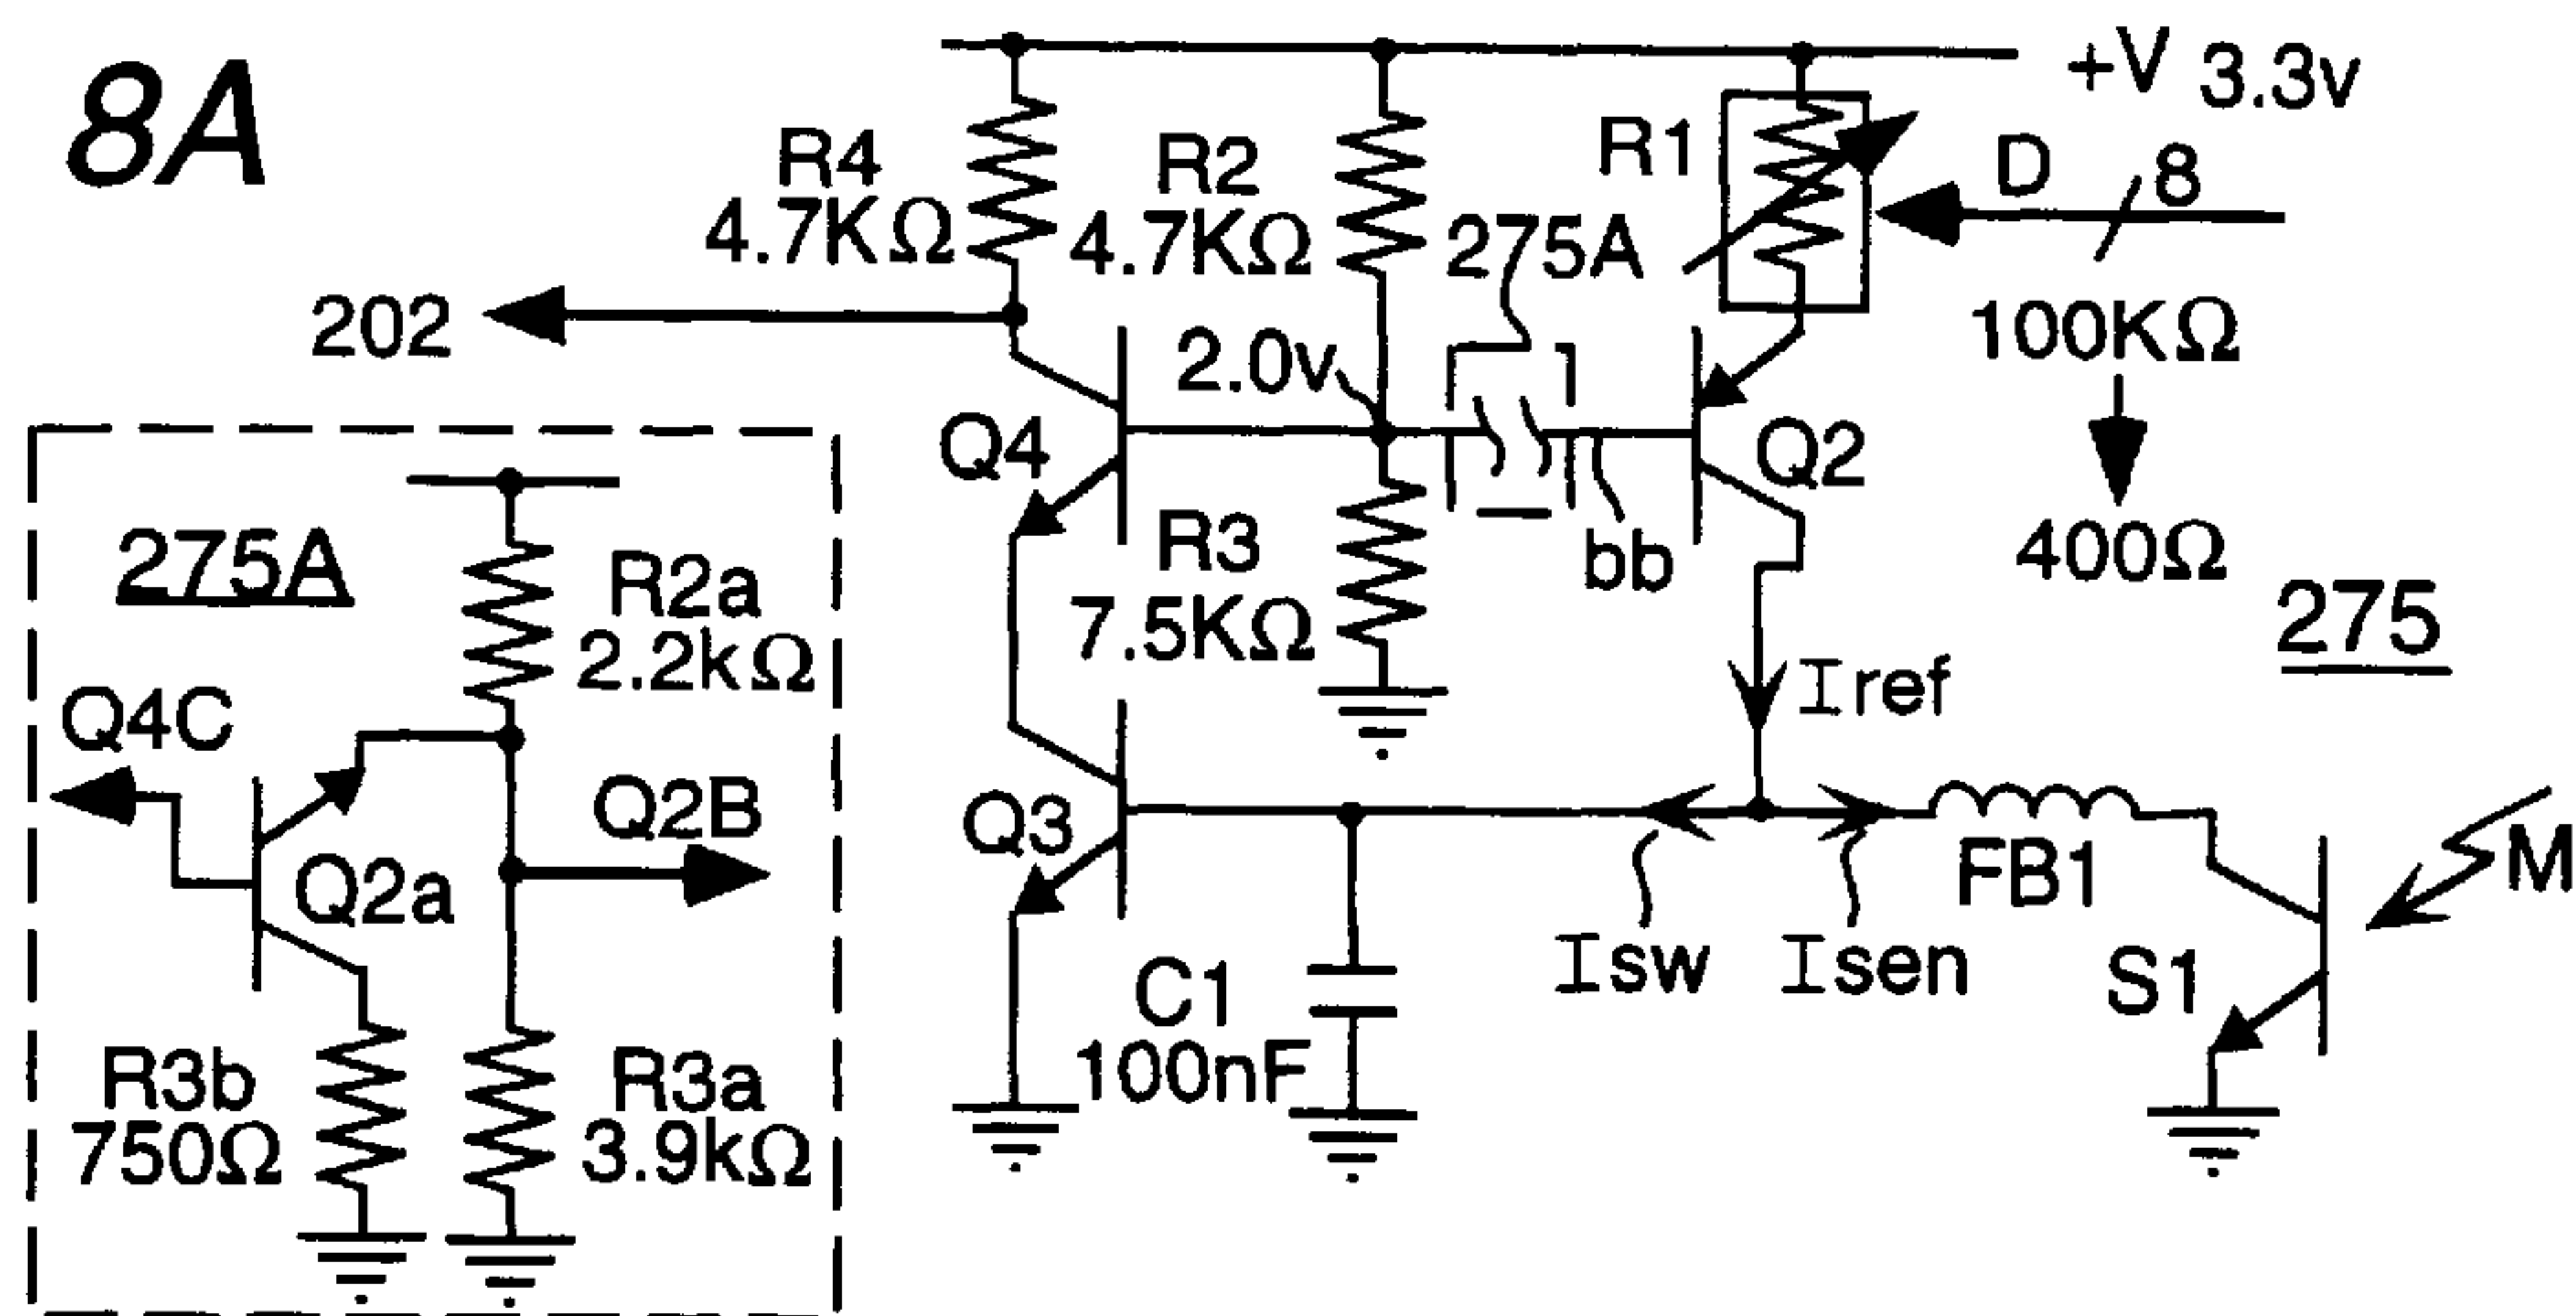 8A
+V 3.3v
R4
4.7KΩ
R2
4.7KΩ
R1
D
8
275A
202
2.0v
100KΩ
400Ω
Q4
Q2
R3
7.5KΩ
bb
275
275A
R2a
2.2kΩ
Q4C
Q2B
Q2a
R3b
750Ω
R3a
3.9kΩ
Iref
Q3
FB1
M
C1
100nF
Isw
Isen
S1